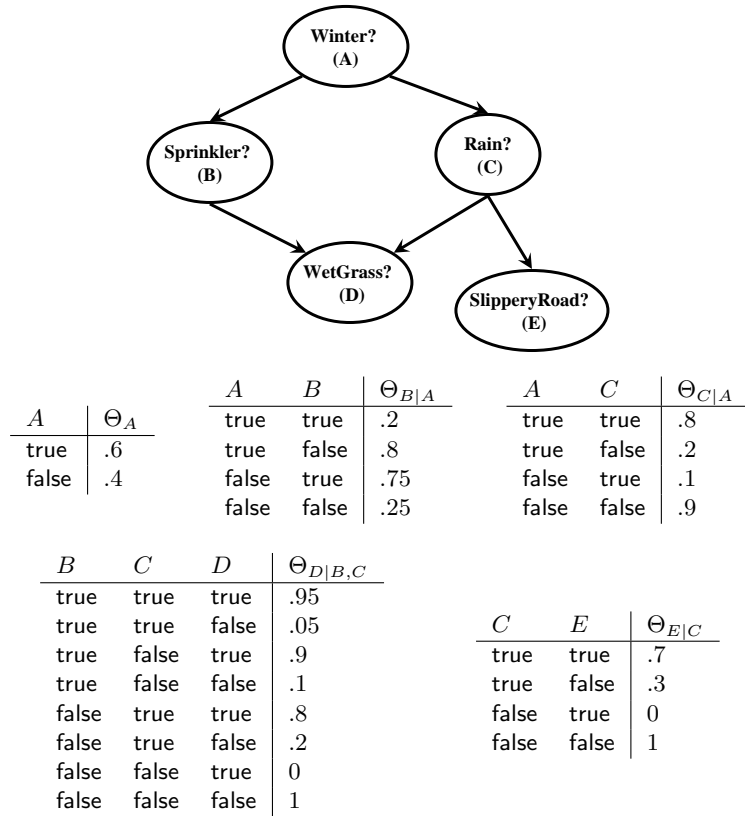 Winter?
(A)
Sprinkler?
(B)
Rain?
(C)
WetGrass?
(D)
SlipperyRoad?
(E)
A Θ_A
true .6
false .4
A B Θ_{B|A}
true true .2
true false .8
false true .75
false false .25
A C Θ_{C|A}
true true .8
true false .2
false true .1
false false .9
B C D Θ_{D|B,C}
true true true .95
true true false .05
true false true .9
true false false .1
false true true .8
false true false .2
false false true 0
false false false 1
C E Θ_{E|C}
true true .7
true false .3
false true 0
false false 1